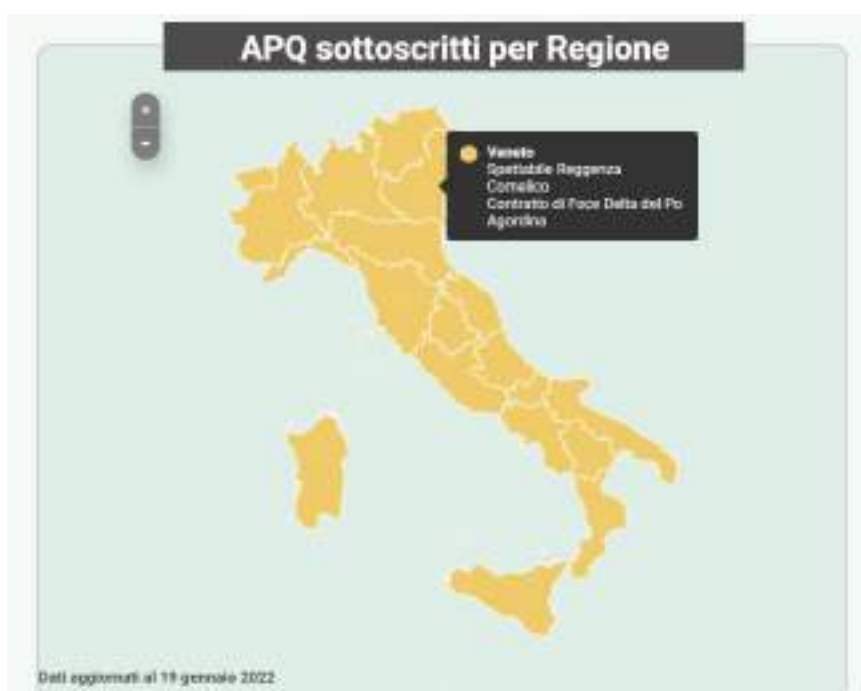 APQ sottoscritti per Regione
+
-
Veneto
Spettabile Reggenza
Comelico
Contratto di Foce Delta del Po
Agordina
Dati aggiornati al 19 gennaio 2022